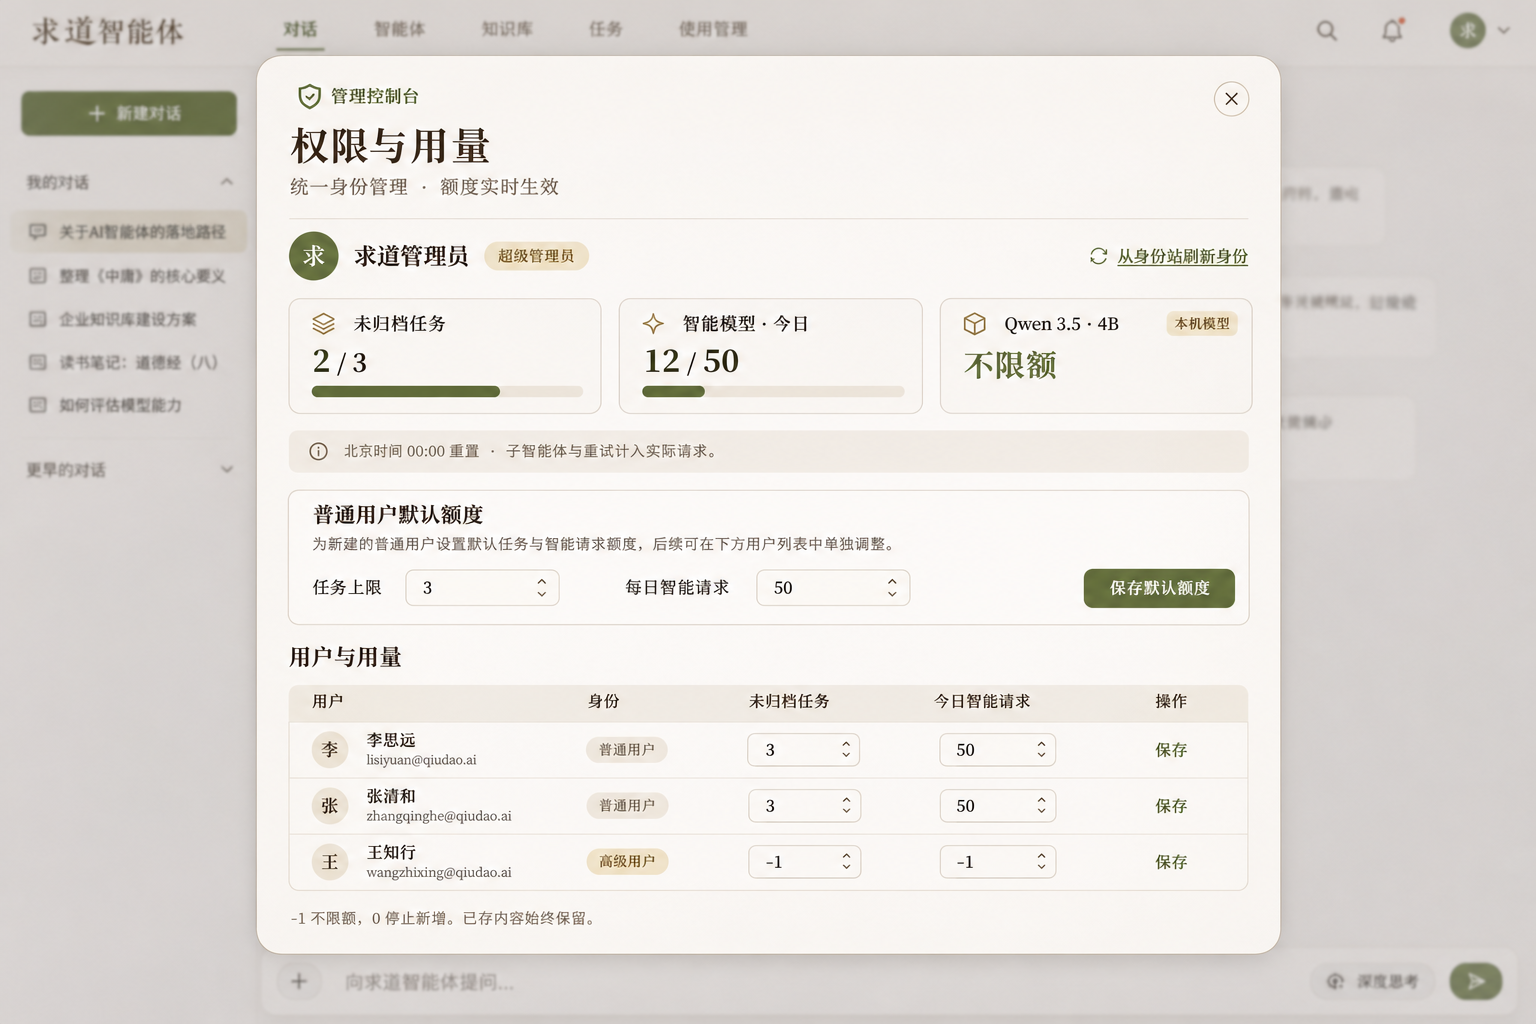 求道智能体
对话
智能体
知识库
任务
使用管理
求
+ 新建对话
我的对话
关于AI智能体的落地路径
整理《中庸》的核心要义
企业知识库建设方案
读书笔记：道德经（八）
如何评估模型能力
更早的对话
管理控制台
权限与用量
统一身份管理 · 额度实时生效
求
求道管理员
超级管理员
从身份站刷新身份
未归档任务
2 / 3
智能模型 · 今日
12 / 50
Qwen 3.5 · 4B
本机模型
不限额
北京时间 00:00 重置 · 子智能体与重试计入实际请求。
普通用户默认额度
为新建的普通用户设置默认任务与智能请求额度，后续可在下方用户列表中单独调整。
任务上限
3
每日智能请求
50
保存默认额度
用户与用量
用户 身份 未归档任务 今日智能请求 操作
李 李思远 普通用户 3 50 保存
lisiyuan@qiudao.ai
张 张清和 普通用户 3 50 保存
zhangqinghe@qiudao.ai
王 王知行 高级用户 -1 -1 保存
wangzhixing@qiudao.ai
-1 不限额，0 停止新增。已存内容始终保留。
向求道智能体提问...
深度思考